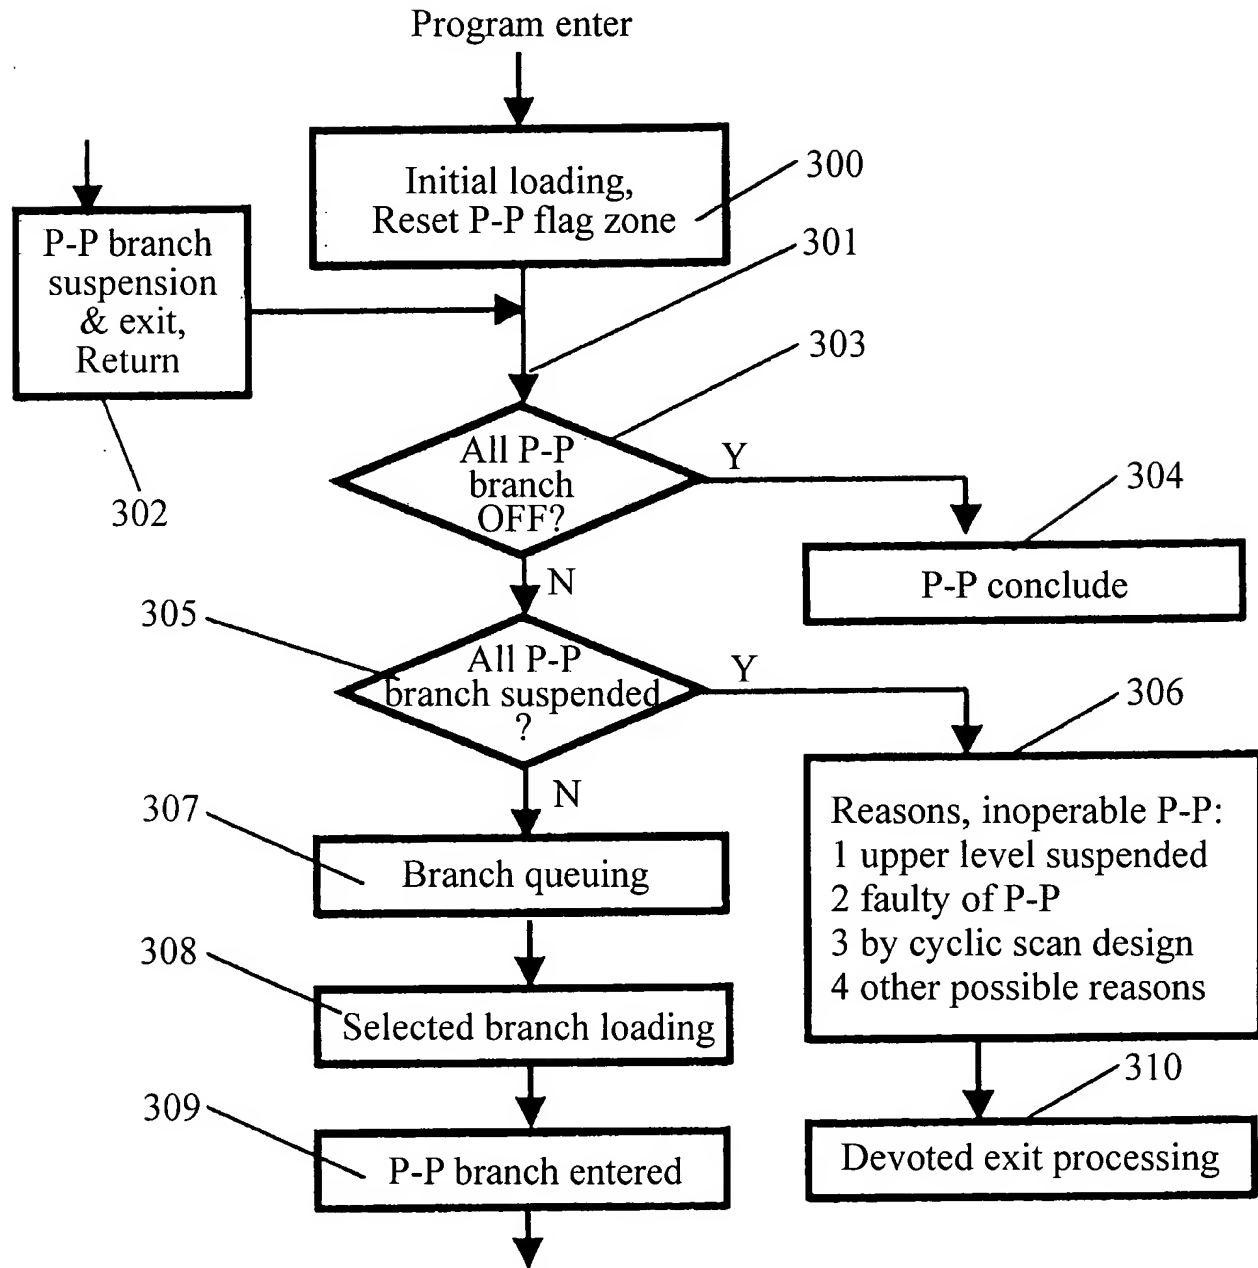 Program enter
Initial loading,
Reset P-P flag zone
300
301
P-P branch
suspension
& exit,
Return
302
303
All P-P
branch
OFF?
Y
N
304
P-P conclude
305
All P-P
branch suspended
?
Y
N
306
Reasons, inoperable P-P:
1 upper level suspended
2 faulty of P-P
3 by cyclic scan design
4 other possible reasons
307
Branch queuing
308
Selected branch loading
309
P-P branch entered
310
Devoted exit processing